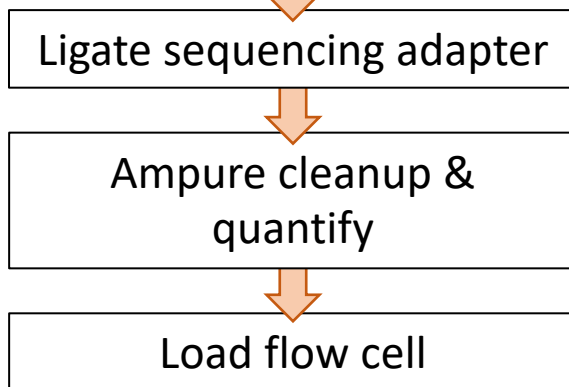 Ligate sequencing adapter
Ampure cleanup &
quantify
Load flow cell